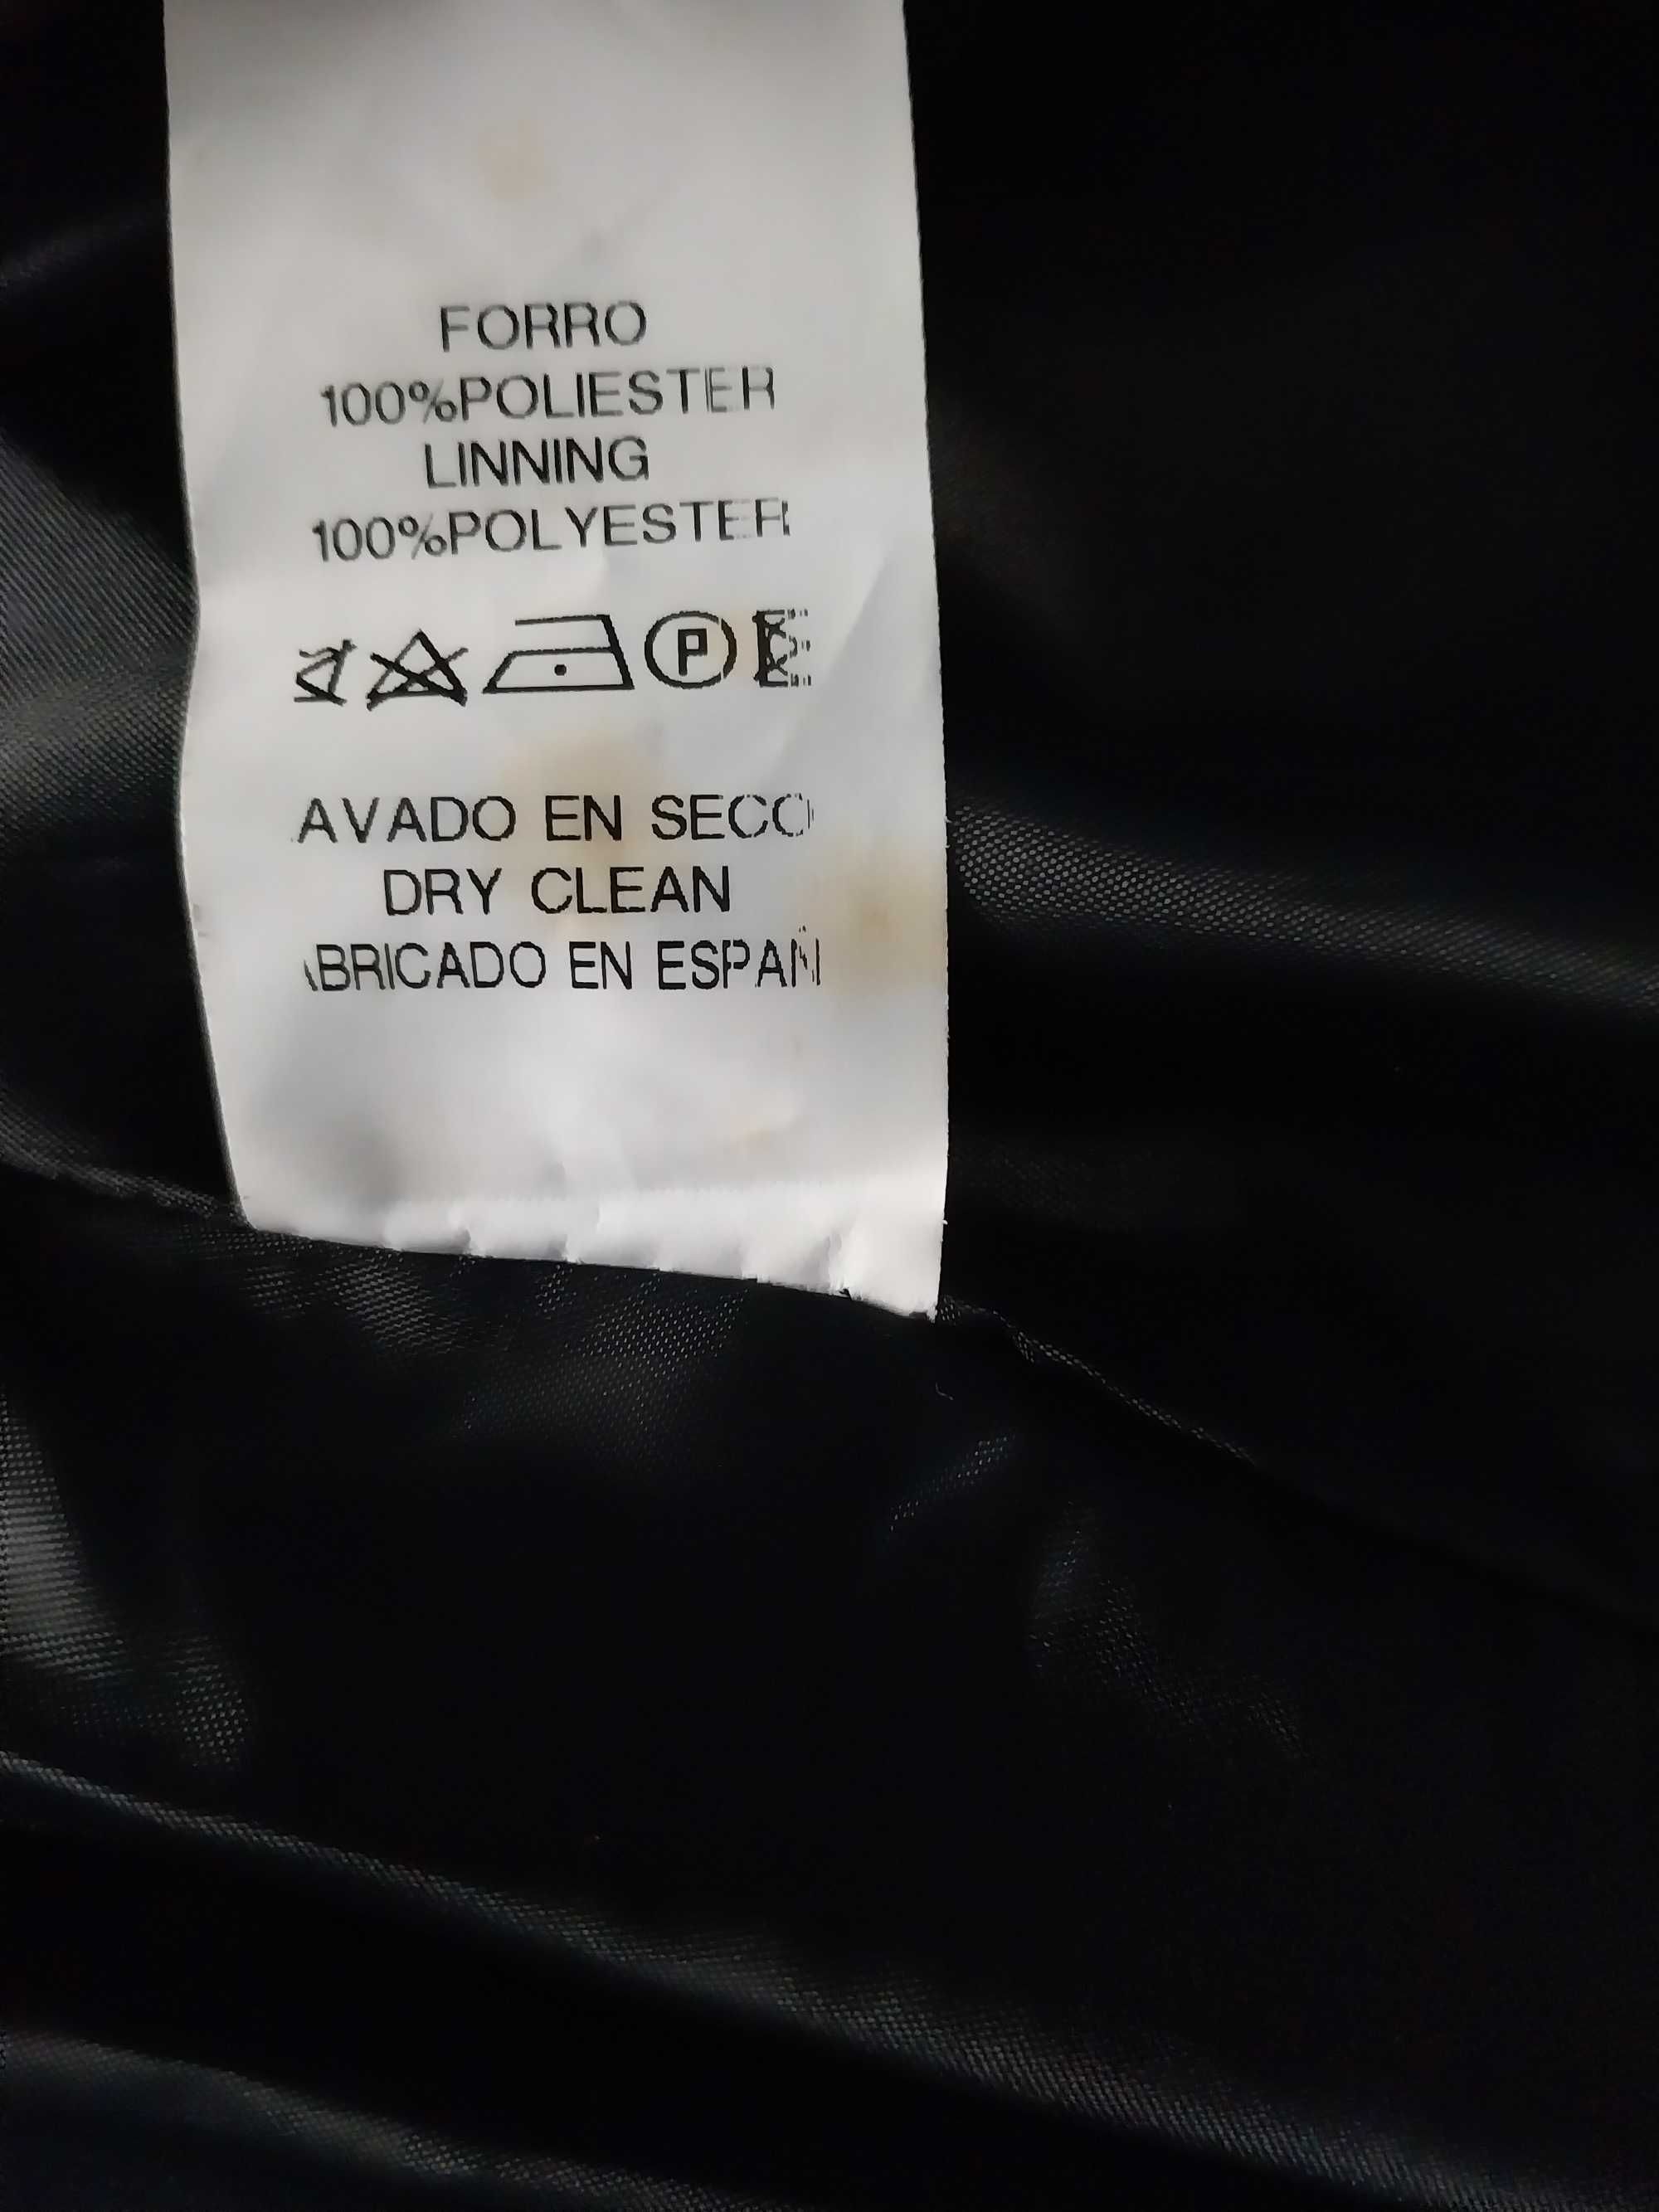 FORRO
100%POLIESTER
LINNING
100%POLYESTER
P
AVADO EN SECO
DRY CLEAN
ABRICADO EN ESPAÑ